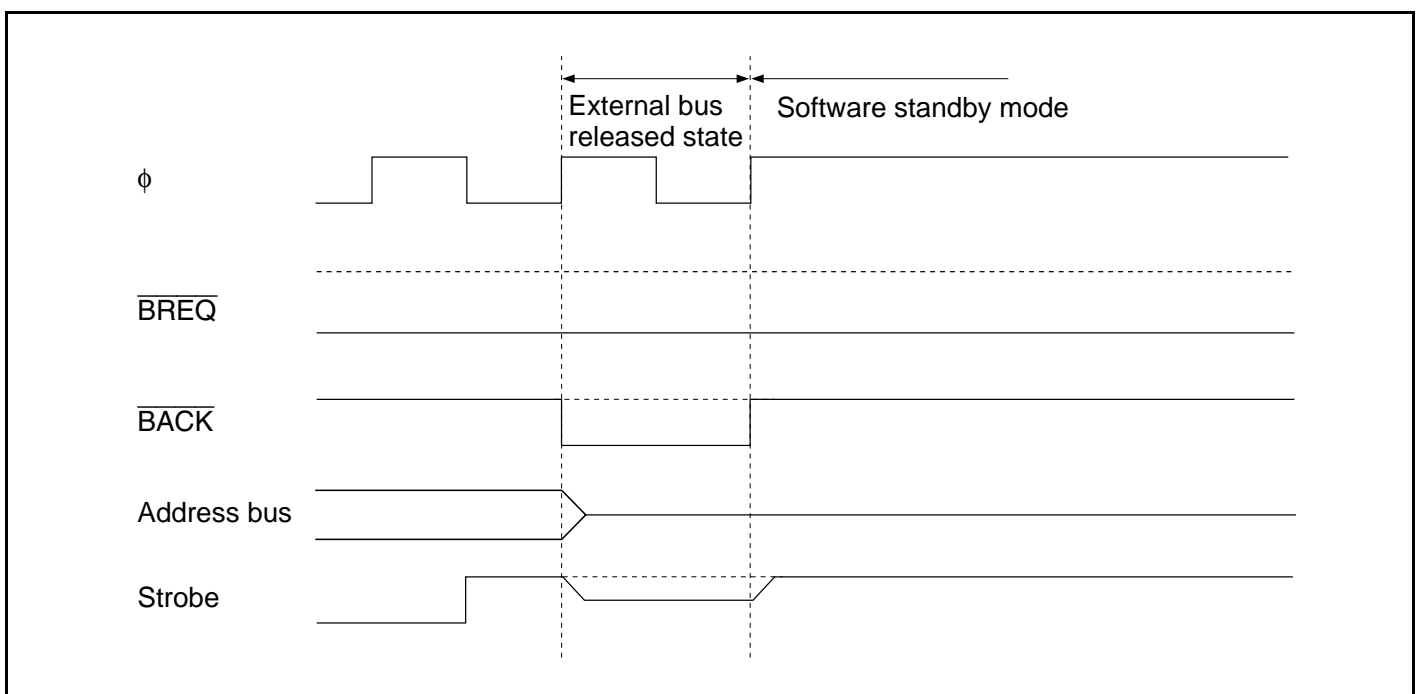 External bus
released state
Software standby mode
ϕ
BREQ
BACK
Address bus
Strobe